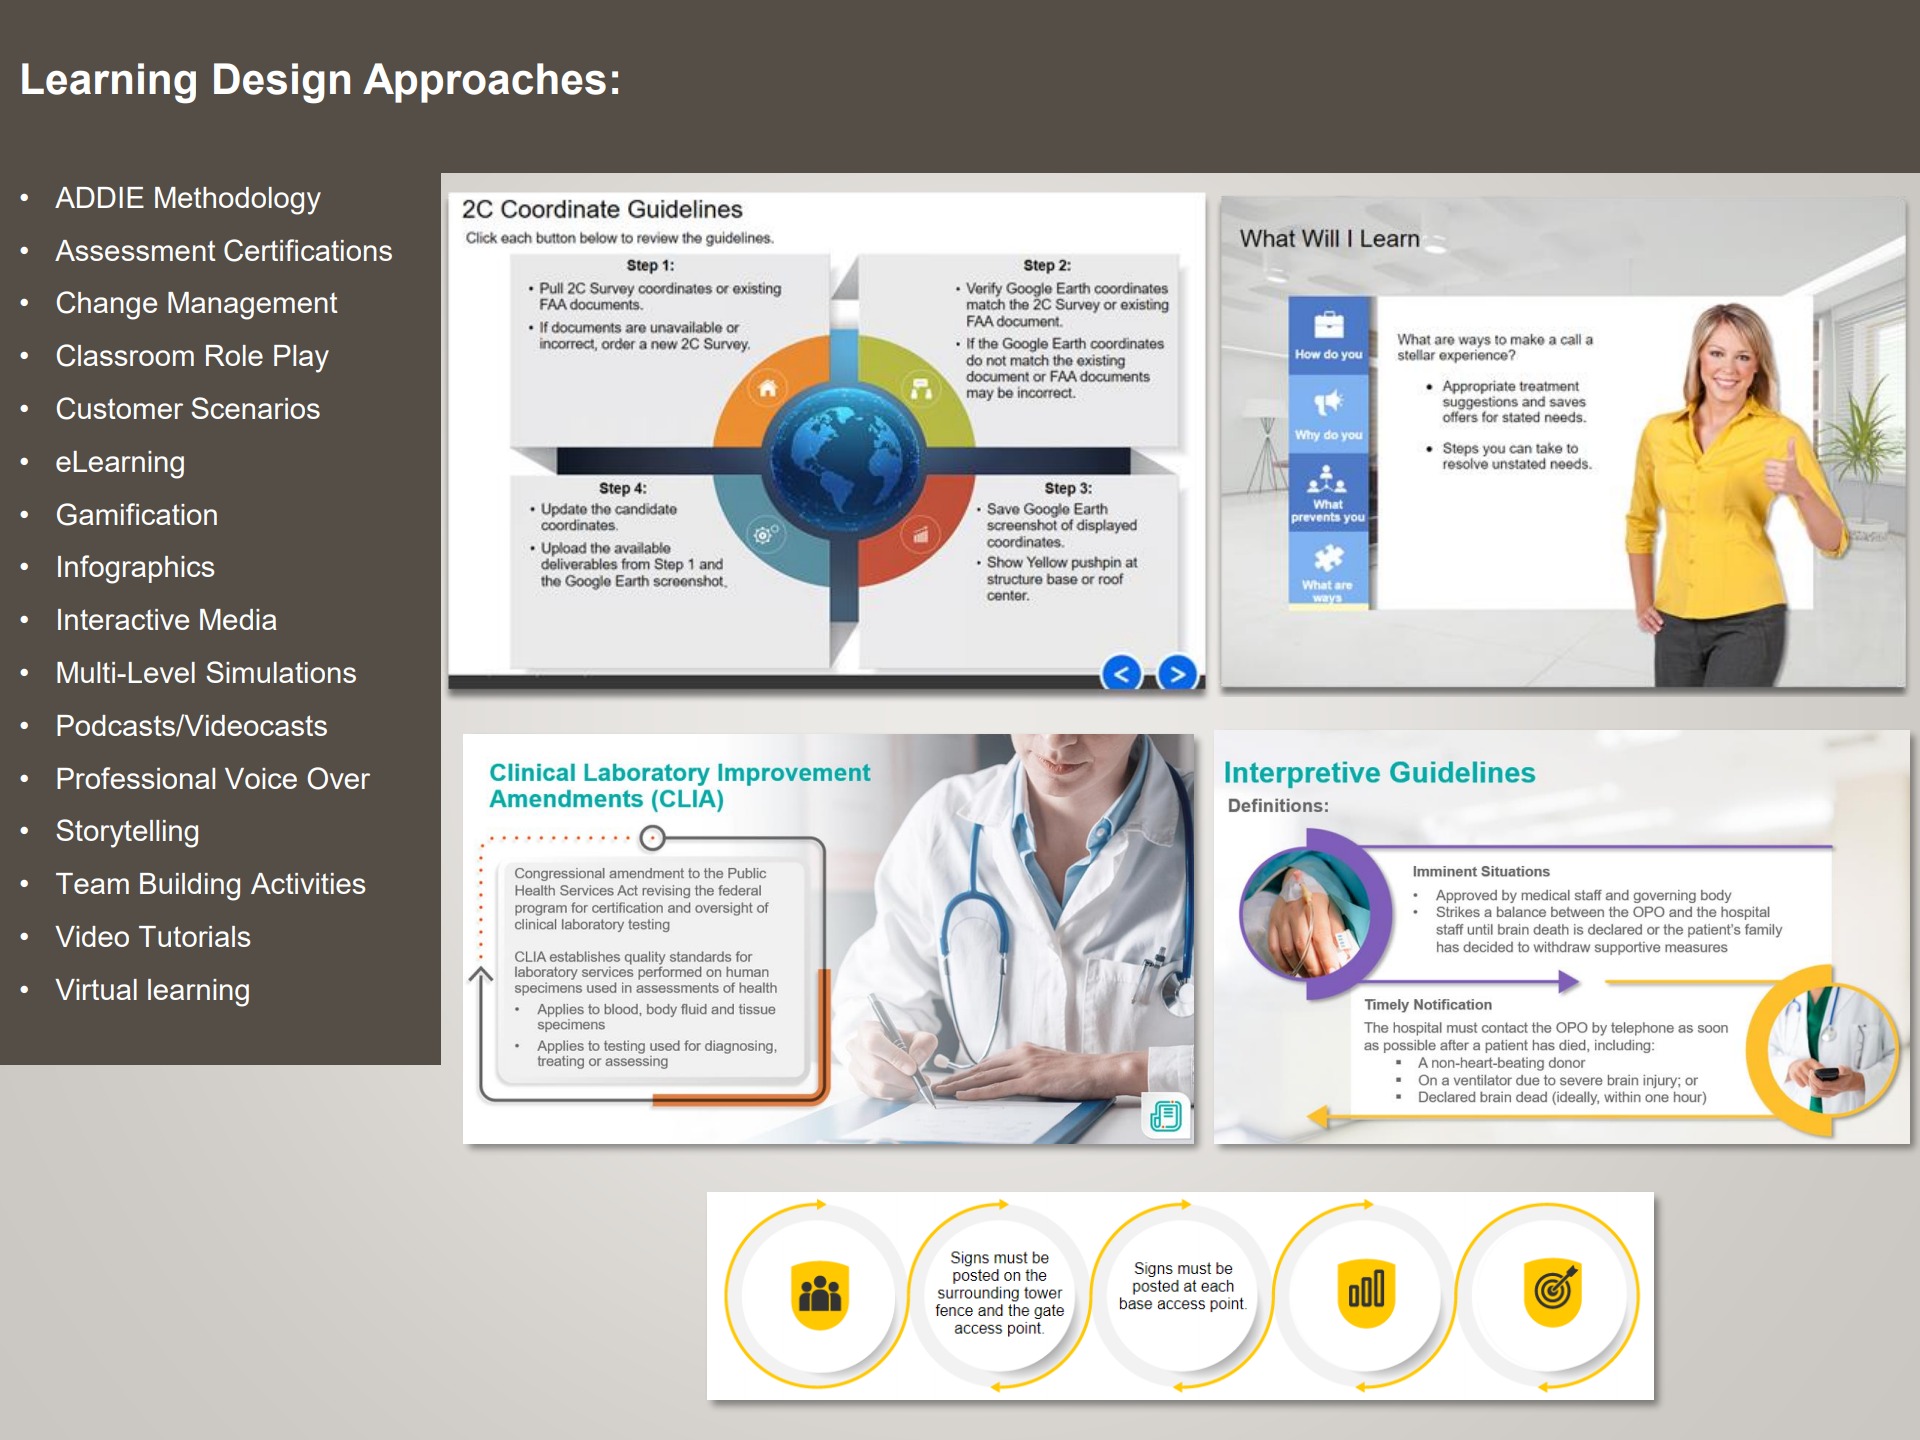 Learning Design Approaches:
• ADDIE Methodology
• Assessment Certifications
• Change Management
• Classroom Role Play
• Customer Scenarios
• eLearning
• Gamification
• Infographics
• Interactive Media
• Multi-Level Simulations
• Podcasts/Videocasts
• Professional Voice Over
• Storytelling
• Team Building Activities
• Video Tutorials
• Virtual learning
2C Coordinate Guidelines
Click each button below to review the guidelines.
Step 1:
• Pull 2C Survey coordinates or existing
FAA documents.
• If documents are unavailable or
incorrect, order a new 2C Survey.
Step 2:
• Verify Google Earth coordinates
match the 2C Survey or existing
FAA document.
• If the Google Earth coordinates
do not match the existing
document or FAA documents
may be incorrect.
Step 4:
• Update the candidate
coordinates.
• Upload the available
deliverables from Step 1 and
the Google Earth screenshot.
Step 3:
• Save Google Earth
screenshot of displayed
coordinates.
• Show Yellow pushpin at
structure base or roof
center.
< >
What Will I Learn
How do you
Why do you
What
prevents you
What are
ways
What are ways to make a call a
stellar experience?
• Appropriate treatment
suggestions and saves
offers for stated needs.
• Steps you can take to
resolve unstated needs.
Clinical Laboratory Improvement
Amendments (CLIA)
Congressional amendment to the Public
Health Services Act revising the federal
program for certification and oversight of
clinical laboratory testing
CLIA establishes quality standards for
laboratory services performed on human
specimens used in assessments of health
• Applies to blood, body fluid and tissue
specimens
• Applies to testing used for diagnosing,
treating or assessing
Interpretive Guidelines
Definitions:
Imminent Situations
• Approved by medical staff and governing body
• Strikes a balance between the OPO and the hospital
staff until brain death is declared or the patient's family
has decided to withdraw supportive measures
Timely Notification
The hospital must contact the OPO by telephone as soon
as possible after a patient has died, including:
▪ A non-heart-beating donor
▪ On a ventilator due to severe brain injury; or
▪ Declared brain dead (ideally, within one hour)
Signs must be
posted on the
surrounding tower
fence and the gate
access point.
Signs must be
posted at each
base access point.